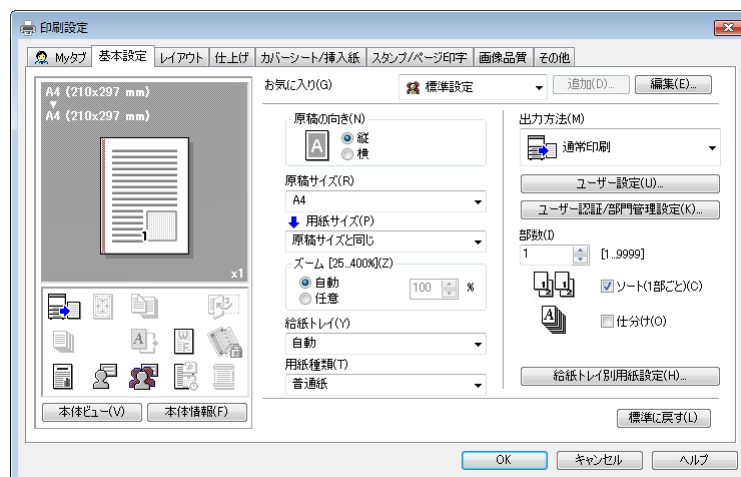 印刷設定
Myタブ 基本設定 レイアウト 仕上げ カバーシート/挿入紙 スタンプ/ページ印字 画像品質 その他
A4 (210x297 mm)
A4 (210x297 mm)
1
x1
本体ビュー(V) 本体情報(F)
お気に入り(G) 標準設定 追加(D)... 編集(E)...
原稿の向き(N)
A
縦
横
原稿サイズ(R)
A4
用紙サイズ(P)
原稿サイズと同じ
ズーム [25..400%](Z)
自動
任意
100 %
給紙トレイ(Y)
自動
用紙種類(T)
普通紙
出力方法(M)
通常印刷
ユーザー設定(U)...
ユーザー認証/部門管理設定(K)...
部数(I)
1 [1..9999]
ソート(1部ごと)(C)
仕分け(O)
給紙トレイ別用紙設定(H)...
標準に戻す(L)
OK キャンセル ヘルプ